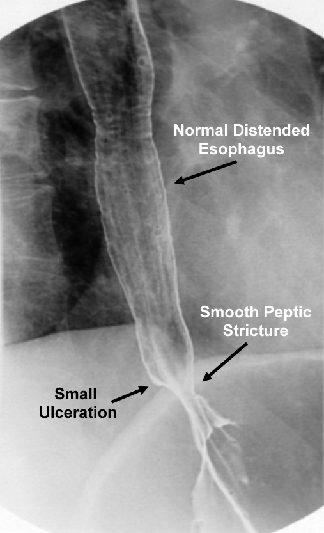 Normal Distended
Esophagus
Smooth Peptic
Stricture
Small
Ulceration